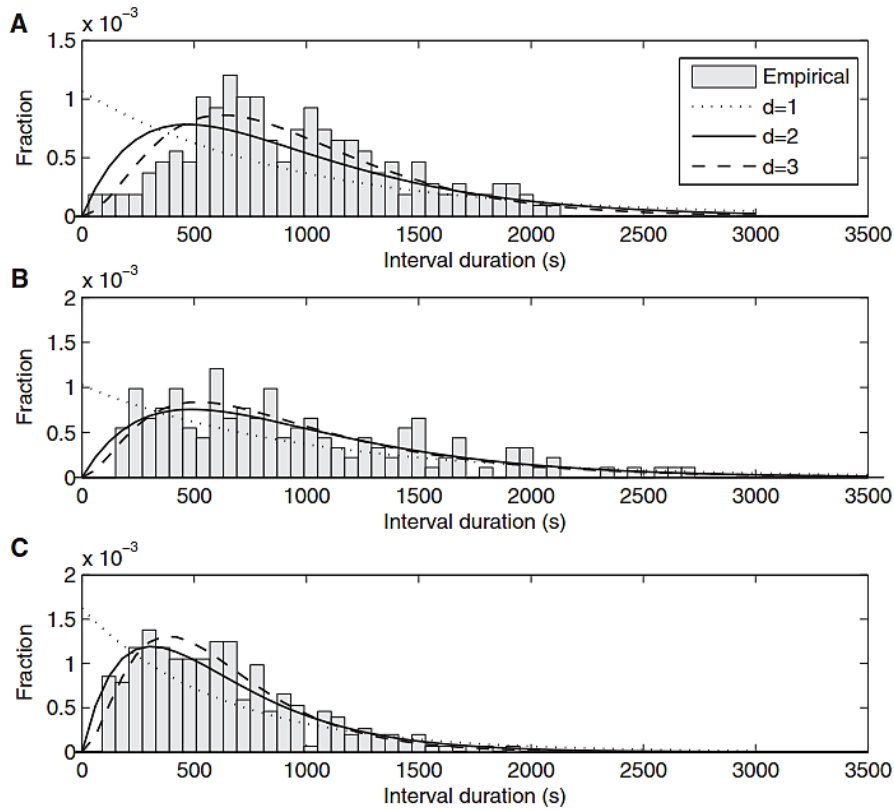 A
x 10⁻³
1.5
1
0.5
0
Fraction
Empirical
d=1
d=2
d=3
0 500 1000 1500 2000 2500 3000 3500
Interval duration (s)
B
x 10⁻³
2
1.5
1
0.5
0
Fraction
0 500 1000 1500 2000 2500 3000 3500
Interval duration (s)
C
x 10⁻³
2
1.5
1
0.5
0
Fraction
0 500 1000 1500 2000 2500 3000 3500
Interval duration (s)